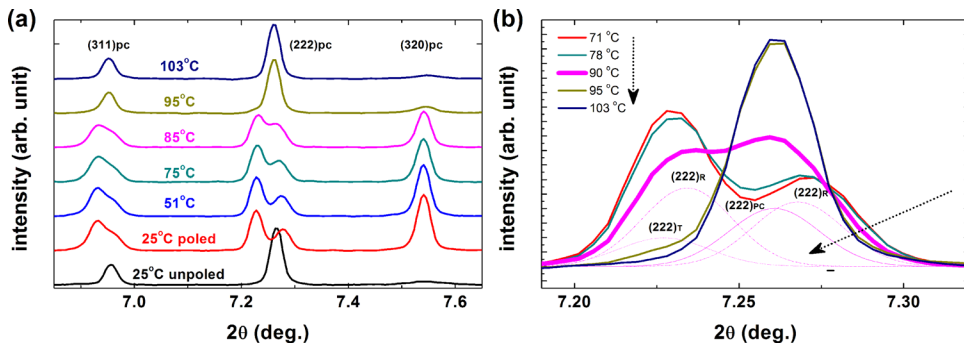 (a)
(311)pc
(222)pc
(320)pc
103°C
95°C
85°C
75°C
51°C
25°C poled
25°C unpoled
intensity (arb. unit)
7.0
7.2
7.4
7.6
2θ (deg.)
(b)
71 °C
78 °C
90 °C
95 °C
103 °C
(222)R
(222)R
(222)PC
(222)T
intensity (arb. unit)
7.20
7.25
7.30
2θ (deg.)